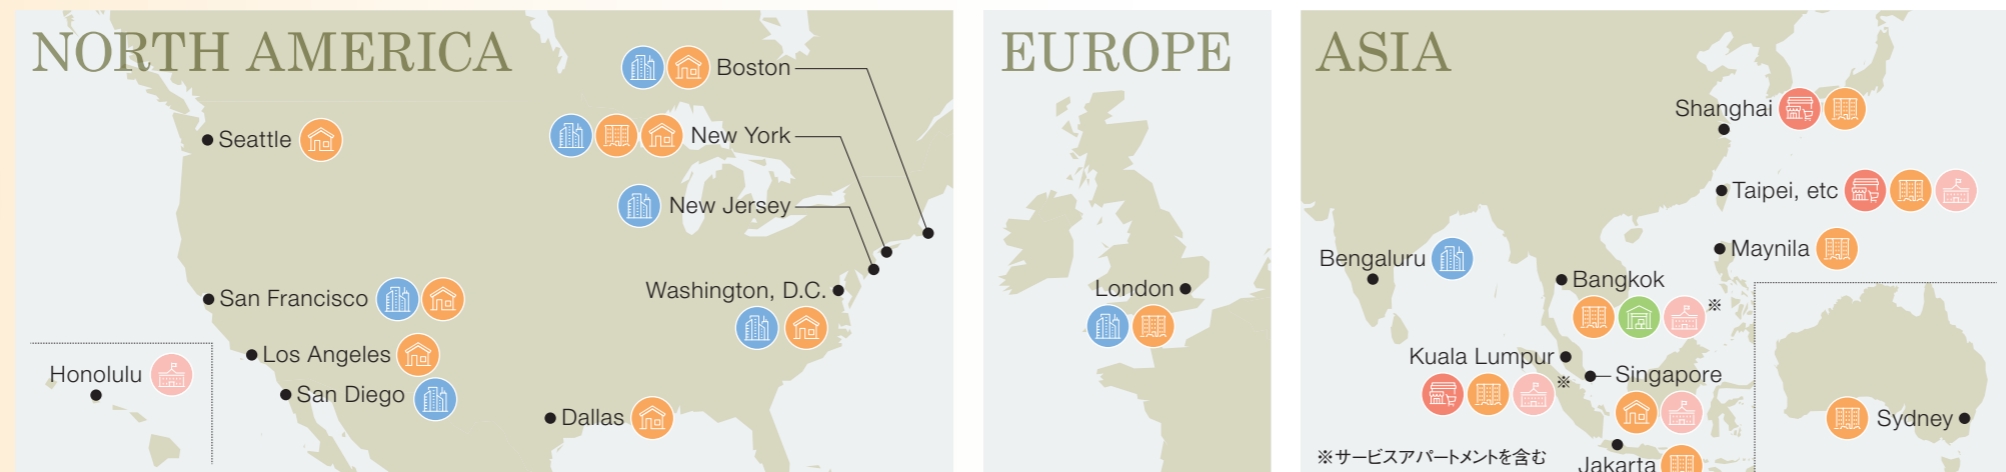 NORTH AMERICA
Boston
Seattle
New York
New Jersey
San Francisco
Washington, D.C.
Los Angeles
Honolulu
San Diego
Dallas
EUROPE
London
ASIA
Shanghai
Taipei, etc
Maynila
Bengaluru
Bangkok
※
Kuala Lumpur
※
Singapore
Sydney
※サービスアパートメントを含む
Jakarta